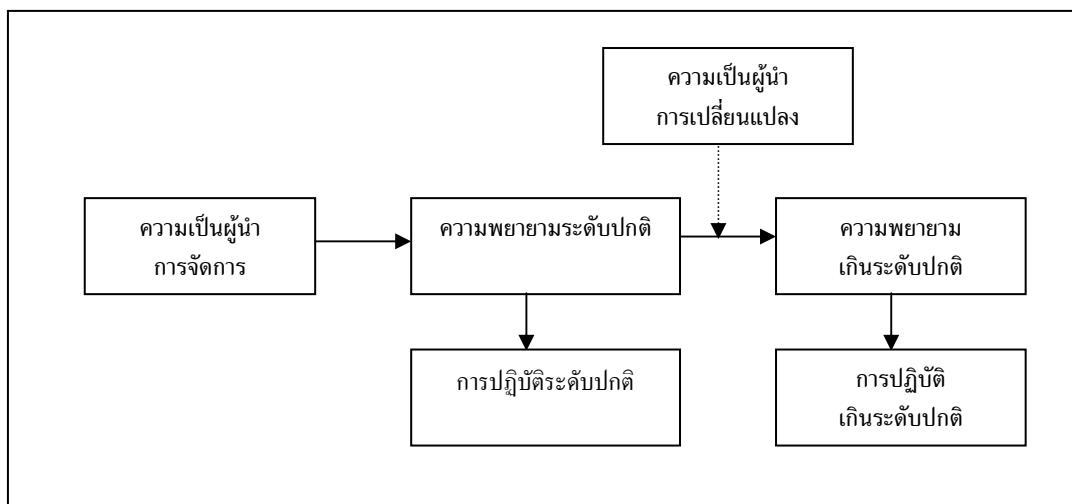 ความเป็นผู้นำ
การเปลี่ยนแปลง
ความเป็นผู้นำ
การจัดการ
ความพยายามระดับปกติ
ความพยายาม
เกินระดับปกติ
การปฏิบัติระดับปกติ
การปฏิบัติ
เกินระดับปกติ